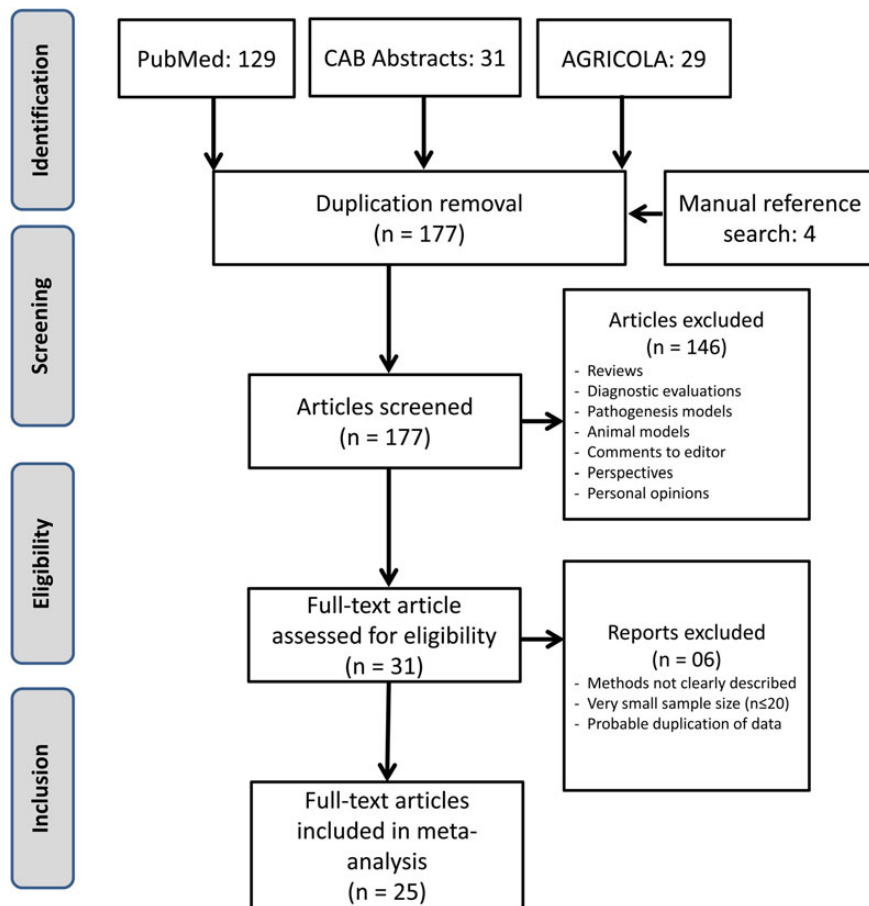 Identification
PubMed: 129
CAB Abstracts: 31
AGRICOLA: 29
Duplication removal
(n = 177)
Manual reference
search: 4
Screening
Articles screened
(n = 177)
Articles excluded
(n = 146)
- Reviews
- Diagnostic evaluations
- Pathogenesis models
- Animal models
- Comments to editor
- Perspectives
- Personal opinions
Eligibility
Full-text article
assessed for eligibility
(n = 31)
Reports excluded
(n = 06)
- Methods not clearly described
- Very small sample size (n≤20)
- Probable duplication of data
Inclusion
Full-text articles
included in meta-
analysis
(n = 25)